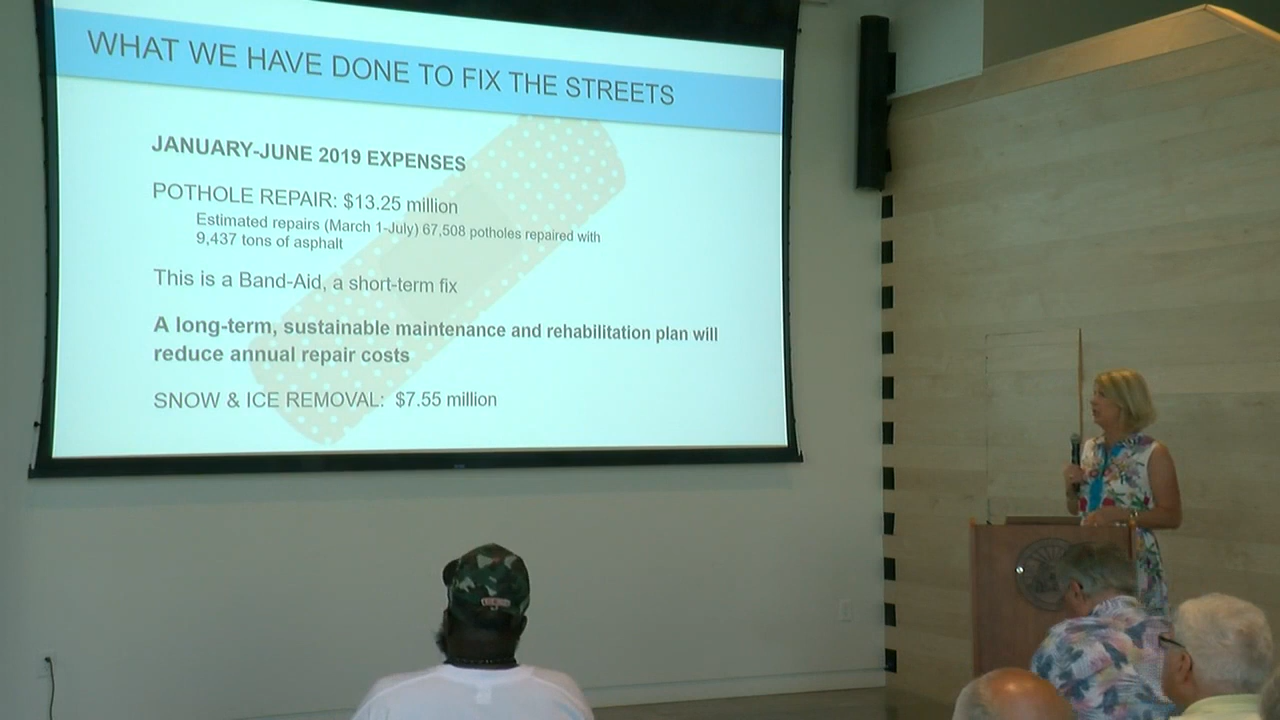 WHAT WE HAVE DONE TO FIX THE STREETS
JANUARY-JUNE 2019 EXPENSES
POTHOLE REPAIR: $13.25 million
Estimated repairs (March 1-July) 67,508 potholes repaired with
9,437 tons of asphalt
This is a Band-Aid, a short-term fix
A long-term, sustainable maintenance and rehabilitation plan will
reduce annual repair costs
SNOW & ICE REMOVAL: $7.55 million